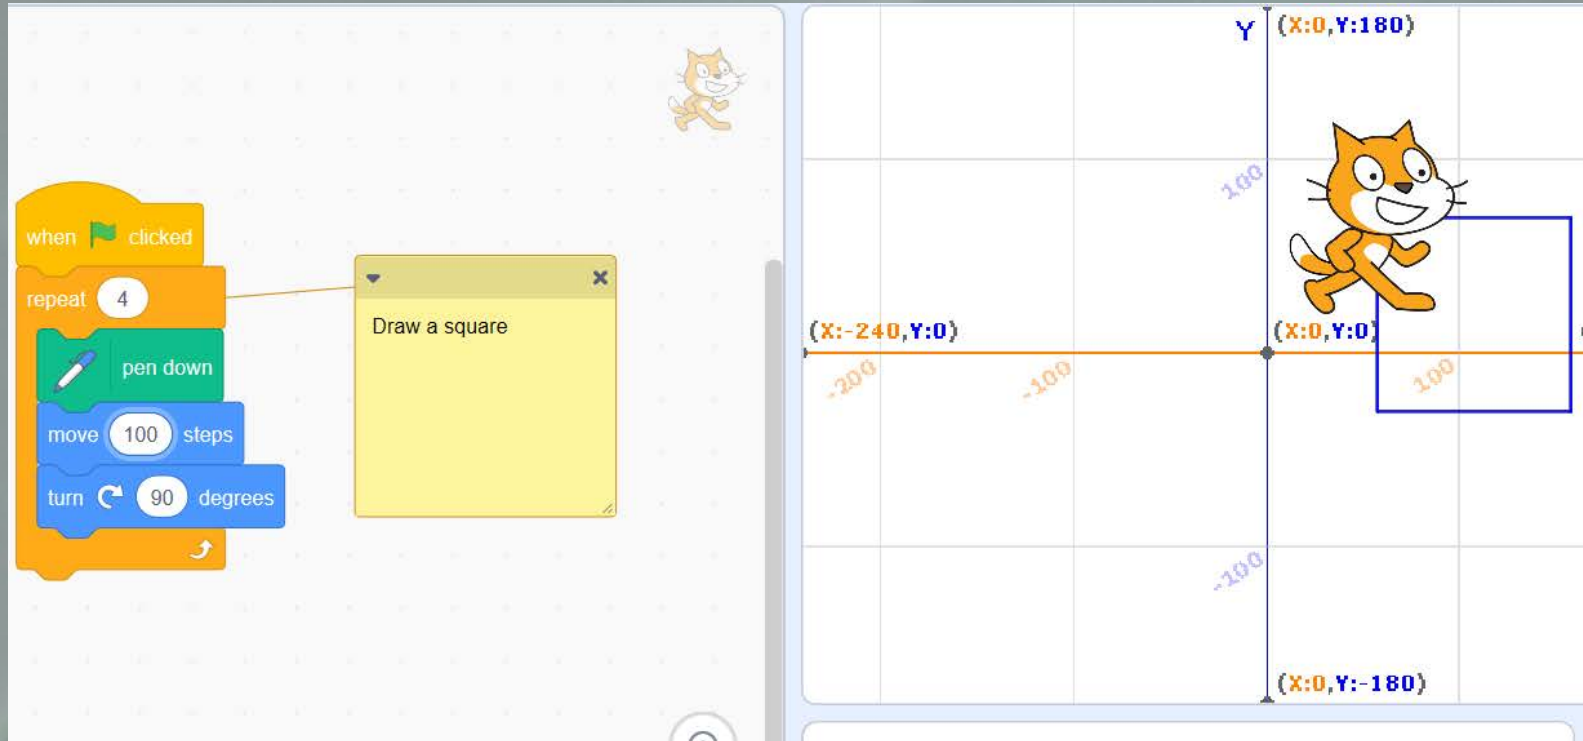 when clicked
repeat 4
pen down
move 100 steps
turn 90 degrees
Draw a square
Y (X:0,Y:180)
100
(X:-240,Y:0)
(X:0,Y:0)
-200
-100
100
-100
(X:0,Y:-180)